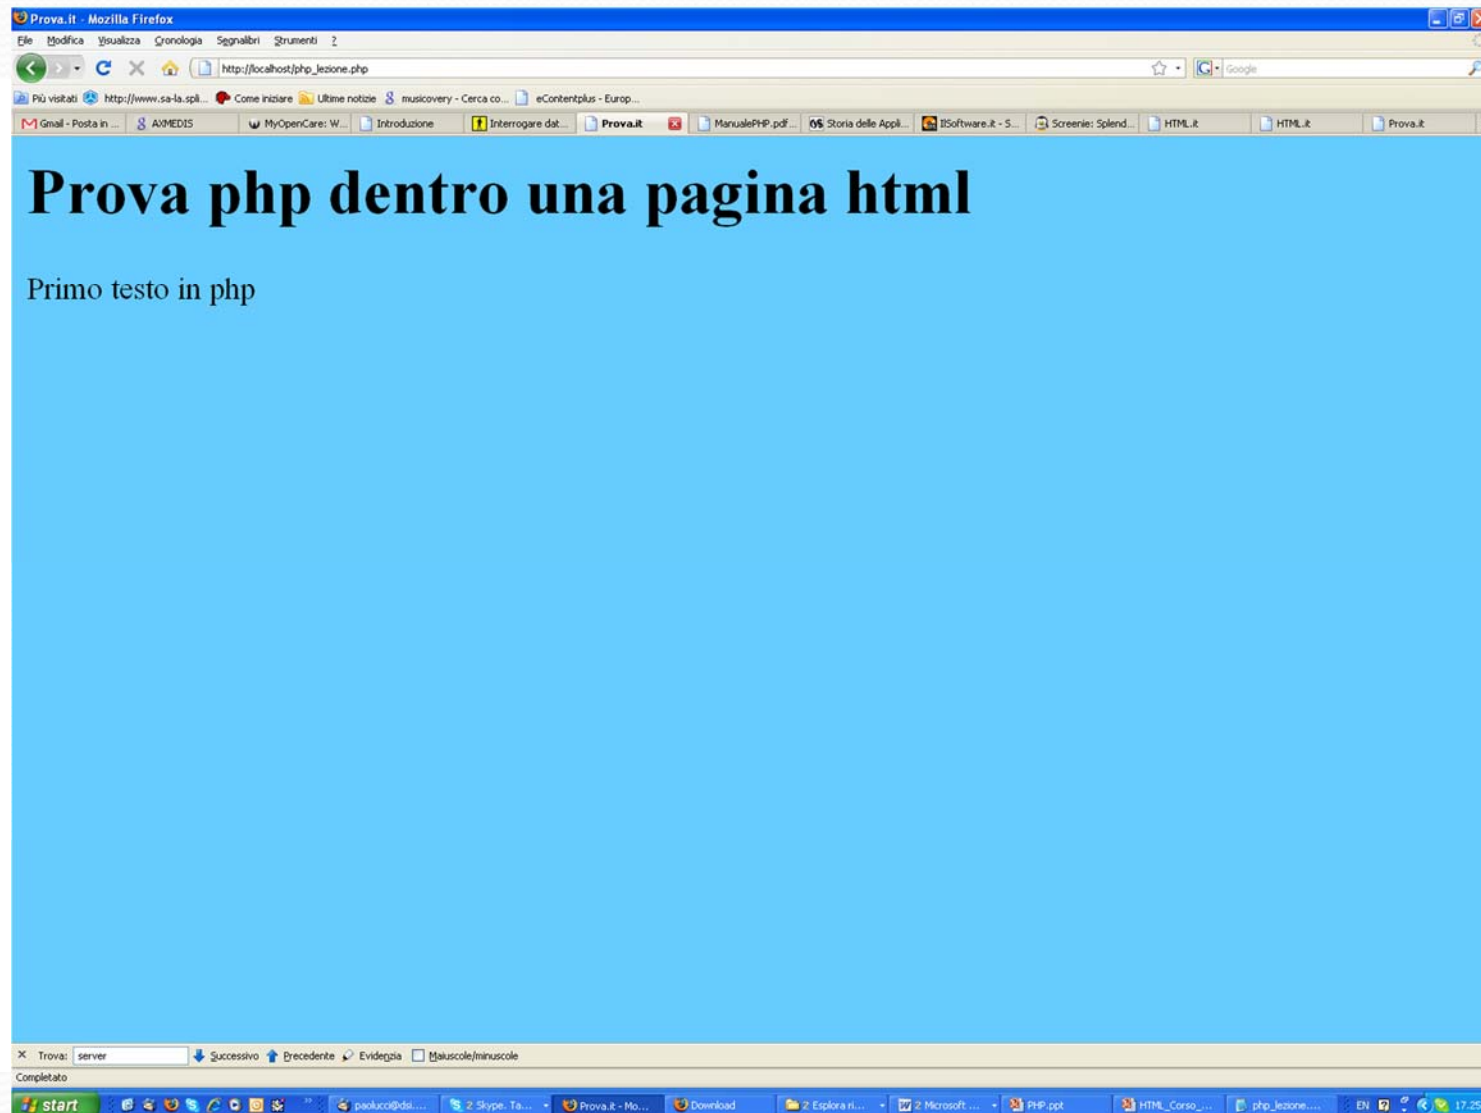 Prova.it - Mozilla Firefox
File Modifica Visualizza Cronologia Segnalibri Strumenti ?
http://localhost/php_lezione.php Google
Più visitati http://www.sa-la.spli... Come iniziare Ultime notizie musicovery - Cerca co... eContentplus - Europ...
Gmail - Posta in ... AXMEDIS MyOpenCare: W... Introduzione Interrogare dat... Prova.it ManualePHP.pdf... Storia delle Appli... IlSoftware.it - S... Screenie: Splend... HTML.it HTML.it Prova.it
Prova php dentro una pagina html
Primo testo in php
Trova: server Successivo Precedente Evidenzia Maiuscole/minuscole
Completato
start paolucci@dsi.... 2 Skype. Ta... Prova.it - Mo... Download 2 Esplora ri... 2 Microsoft ... PHP.ppt HTML_Corso_... php_lezione.... EN